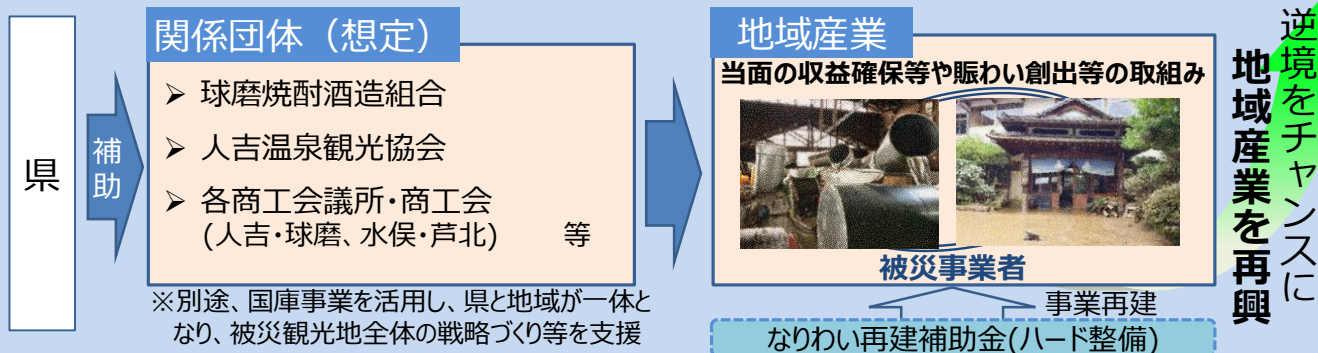 県
補助
関係団体（想定）
➢ 球磨焼酎酒造組合
➢ 人吉温泉観光協会
➢ 各商工会議所・商工会
(人吉・球磨、水俣・芦北)　　等
※別途、国庫事業を活用し、県と地域が一体と
なり、被災観光地全体の戦略づくり等を支援
地域産業
当面の収益確保等や賑わい創出等の取組み
被災事業者
事業再建
なりわい再建補助金(ハード整備)
逆境をチャンスに
地域産業を再興